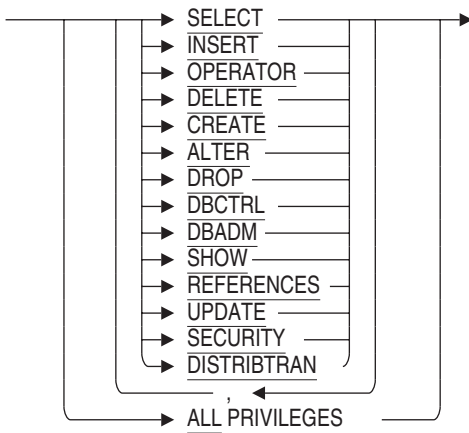 SELECT
INSERT
OPERATOR
DELETE
CREATE
ALTER
DROP
DBCTRL
DBADM
SHOW
REFERENCES
UPDATE
SECURITY
DISTRIBTRAN
,
ALL PRIVILEGES